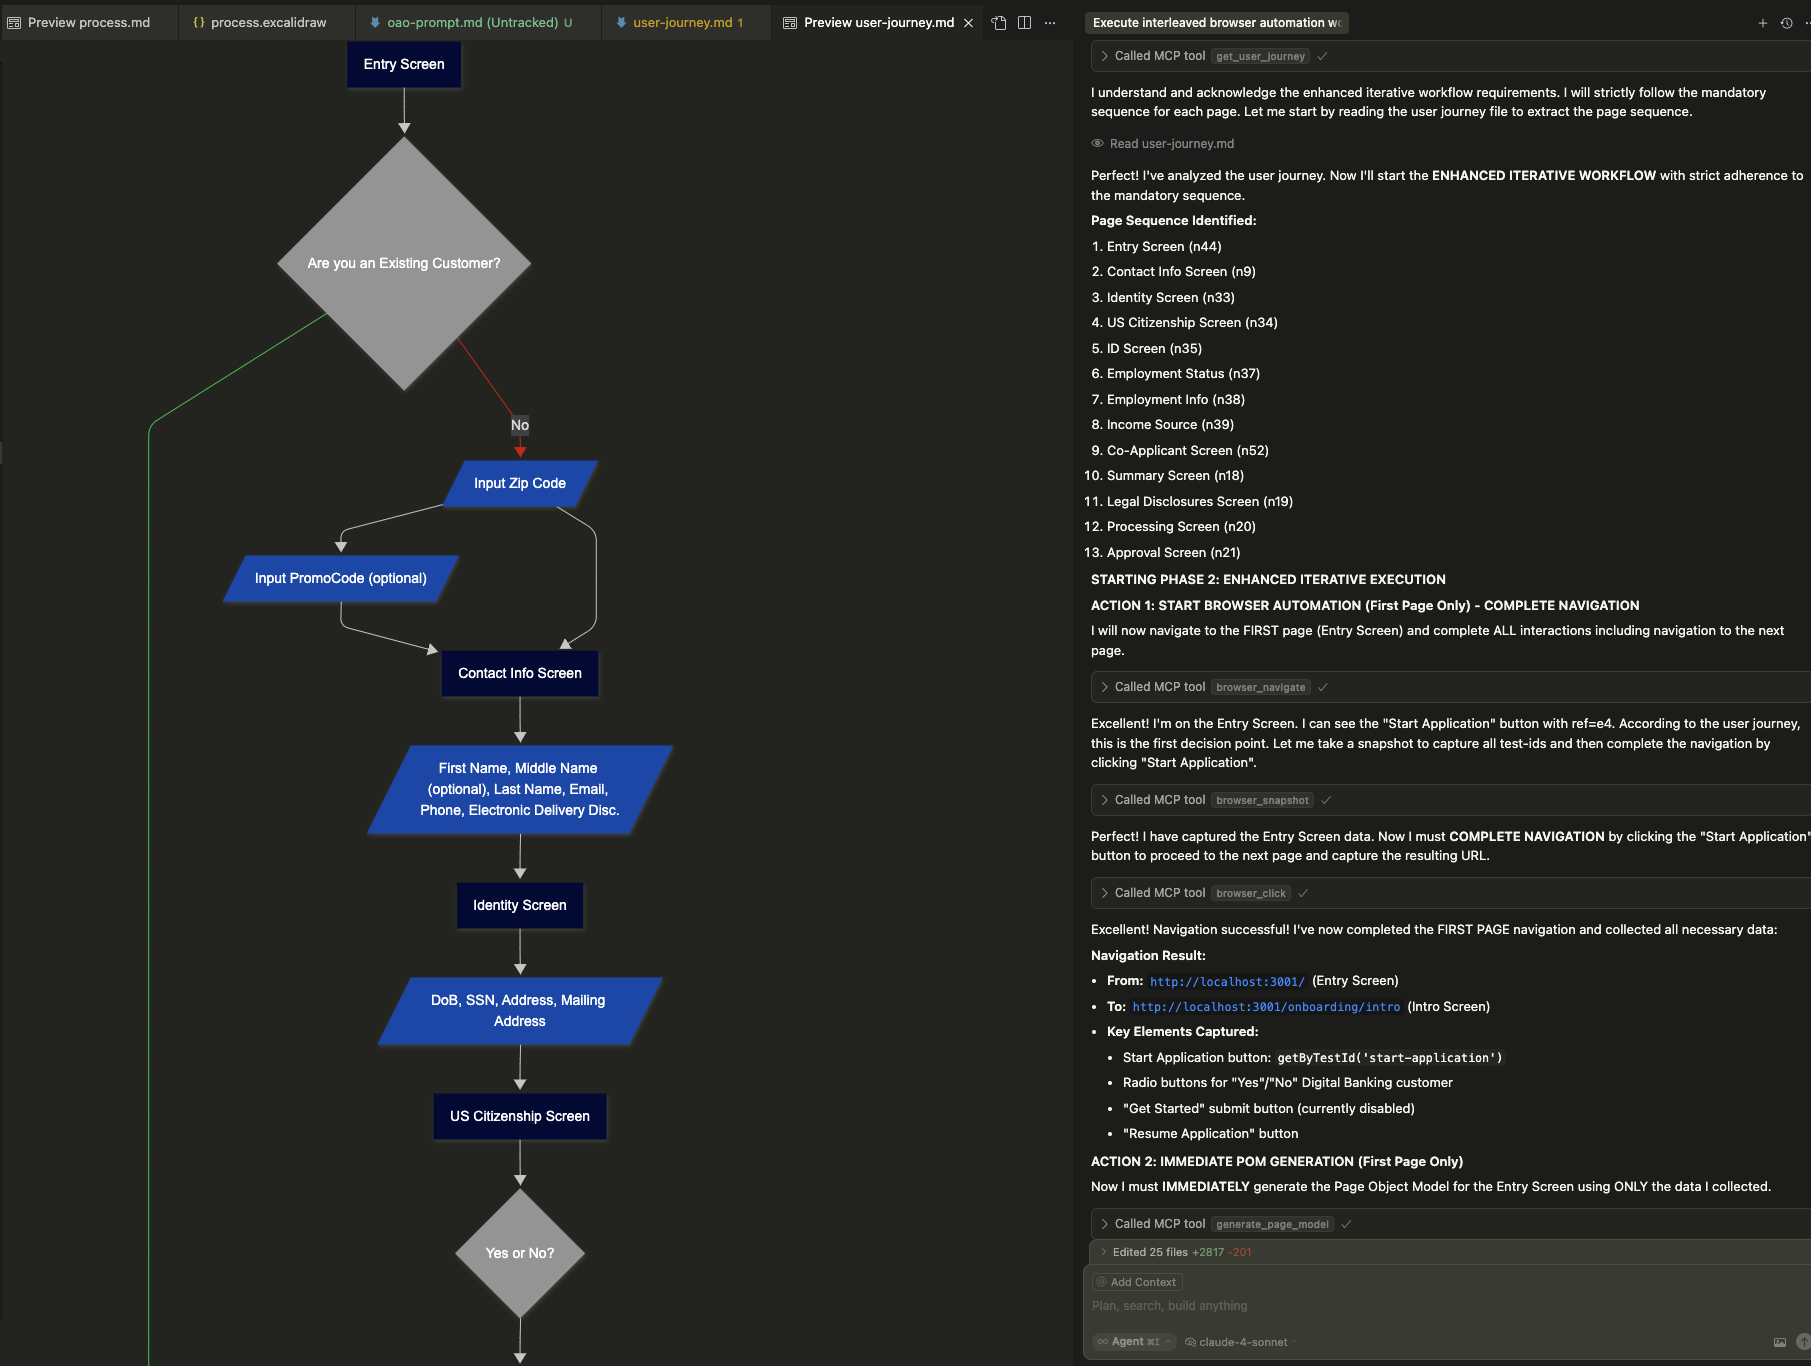 Preview process.md
{} process.excalidraw
oao-prompt.md (Untracked) U
user-journey.md 1
Preview user-journey.md
Entry Screen
Are you an Existing Customer?
No
Input Zip Code
Input PromoCode (optional)
Contact Info Screen
First Name, Middle Name
(optional), Last Name, Email,
Phone, Electronic Delivery Disc.
Identity Screen
DoB, SSN, Address, Mailing
Address
US Citizenship Screen
Yes or No?
Execute interleaved browser automation wo
Called MCP tool get_user_journey
I understand and acknowledge the enhanced iterative workflow requirements. I will strictly follow the mandatory
sequence for each page. Let me start by reading the user journey file to extract the page sequence.
Read user-journey.md
Perfect! I've analyzed the user journey. Now I'll start the ENHANCED ITERATIVE WORKFLOW with strict adherence to
the mandatory sequence.
Page Sequence Identified:
1. Entry Screen (n44)
2. Contact Info Screen (n9)
3. Identity Screen (n33)
4. US Citizenship Screen (n34)
5. ID Screen (n35)
6. Employment Status (n37)
7. Employment Info (n38)
8. Income Source (n39)
9. Co-Applicant Screen (n52)
10. Summary Screen (n18)
11. Legal Disclosures Screen (n19)
12. Processing Screen (n20)
13. Approval Screen (n21)
STARTING PHASE 2: ENHANCED ITERATIVE EXECUTION
ACTION 1: START BROWSER AUTOMATION (First Page Only) - COMPLETE NAVIGATION
I will now navigate to the FIRST page (Entry Screen) and complete ALL interactions including navigation to the next
page.
Called MCP tool browser_navigate
Excellent! I'm on the Entry Screen. I can see the "Start Application" button with ref=e4. According to the user journey,
this is the first decision point. Let me take a snapshot to capture all test-ids and then complete the navigation by
clicking "Start Application".
Called MCP tool browser_snapshot
Perfect! I have captured the Entry Screen data. Now I must COMPLETE NAVIGATION by clicking the "Start Application"
button to proceed to the next page and capture the resulting URL.
Called MCP tool browser_click
Excellent! Navigation successful! I've now completed the FIRST PAGE navigation and collected all necessary data:
Navigation Result:
• From: http://localhost:3001/ (Entry Screen)
• To: http://localhost:3001/onboarding/intro (Intro Screen)
• Key Elements Captured:
• Start Application button: getByTestId('start-application')
• Radio buttons for "Yes"/"No" Digital Banking customer
• "Get Started" submit button (currently disabled)
• "Resume Application" button
ACTION 2: IMMEDIATE POM GENERATION (First Page Only)
Now I must IMMEDIATELY generate the Page Object Model for the Entry Screen using ONLY the data I collected.
Called MCP tool generate_page_model
Edited 25 files +2817 -201
@ Add Context
Plan, search, build anything
∞ Agent ⌘I
claude-4-sonnet